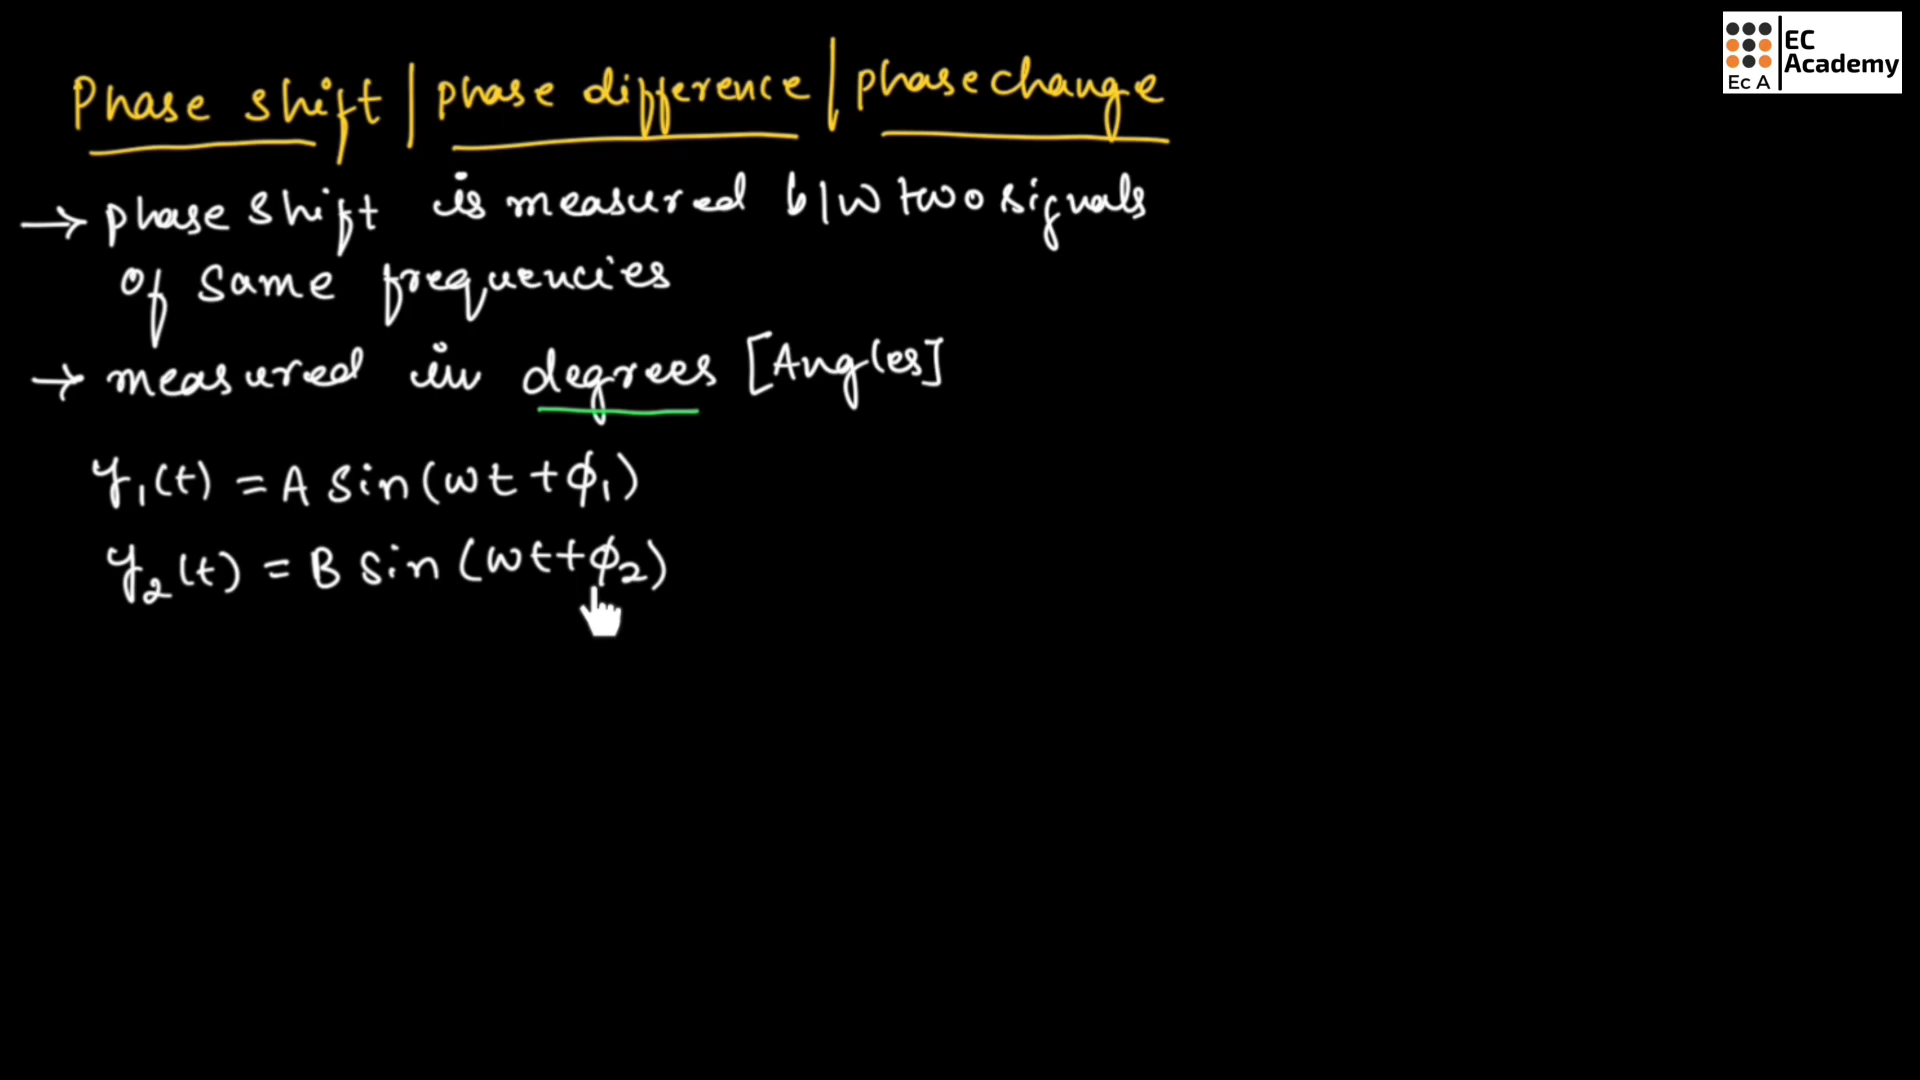 Phase shift | phase difference | phase change
→ phase shift is measured b/w two signals
of same frequencies
→ measured in degrees [Angles]
y₁(t) = A sin(ωt + ϕ₁)
y₂(t) = B sin(ωt + ϕ₂)
EC
Academy
Ec A